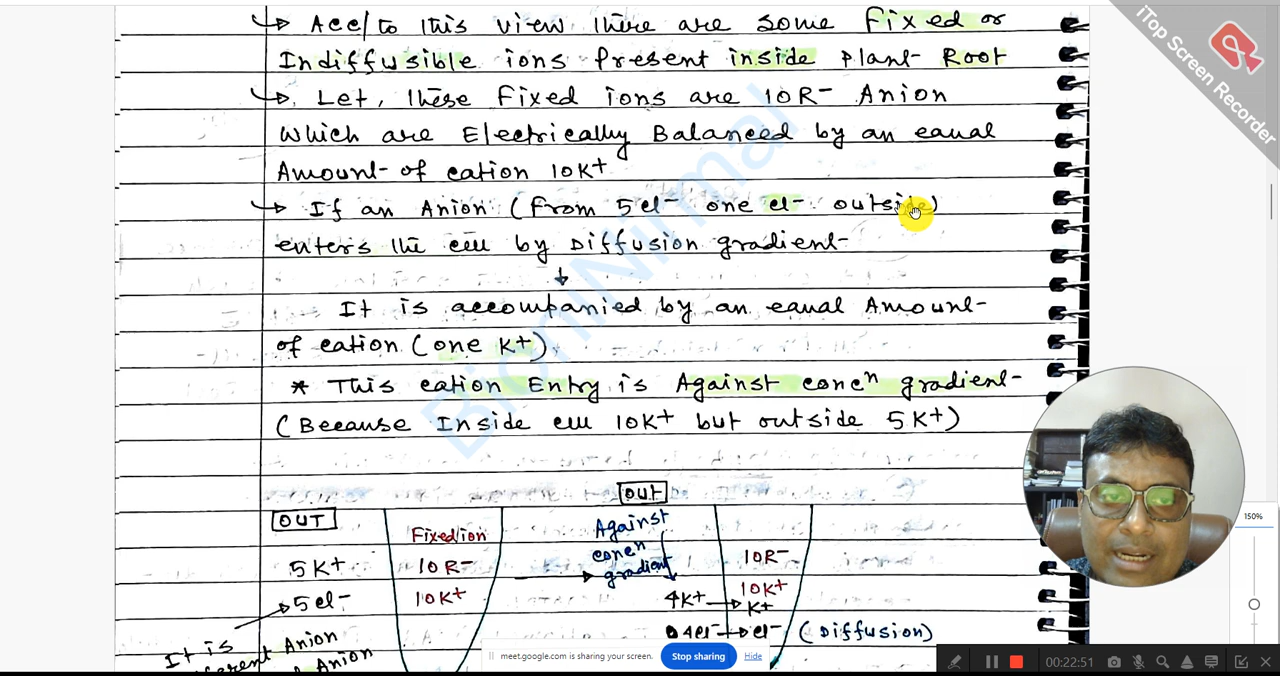 ↳ Acc/to this view there are some fixed or
Indiffusible ions Present inside Plant Root
↳ Let, these Fixed ions are 10R- Anion
Which are Electrically Balanced by an equal
Amount of cation 10K+
↳ If an Anion (From 5cl- one cl- outside)
enters the cell by Diffusion gradient
↓
It is accompanied by an equal Amount
of cation (one K+)
* This cation Entry is Against concn gradient
(Because Inside cell 10K+ but outside 5K+)
OUT
OUT
Fixed ion
Against
concn
gradient
5K+
10R-
10R-
5cl-
10K+
10K+
4K+ → K+
4cl- → cl- (Diffusion)
It is
Anion
Anion
BiomNirmal
iTop Screen Recorder
150%
meet.google.com is sharing your screen.
Stop sharing
Hide
00:22:51